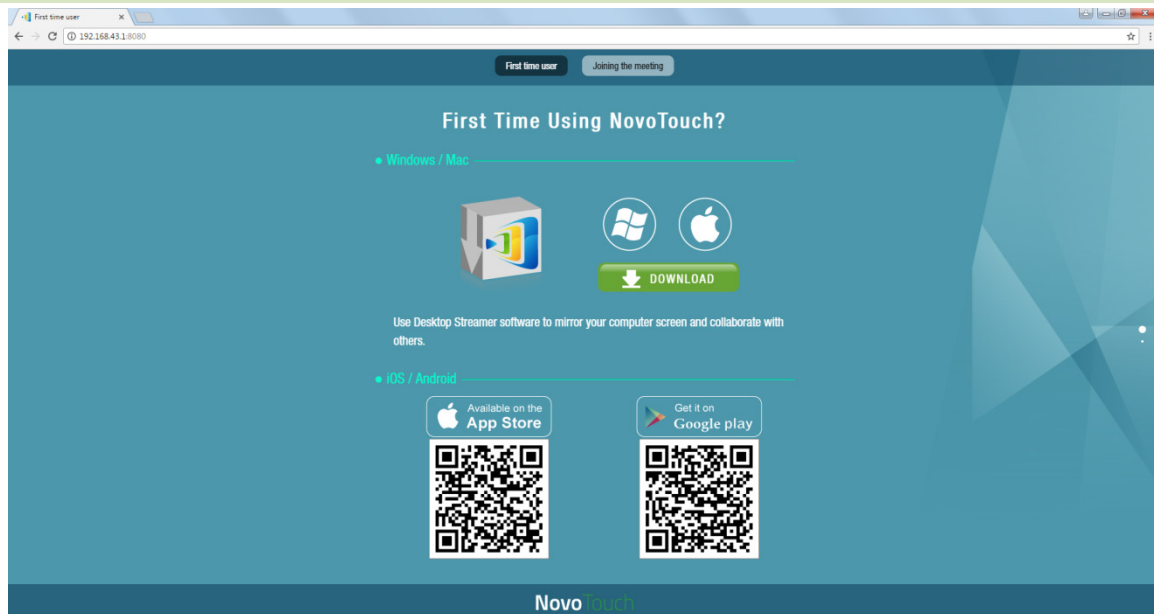 First time user
192.168.43.1:8080
First time user
Joining the meeting
First Time Using NovoTouch?
Windows / Mac
DOWNLOAD
Use Desktop Streamer software to mirror your computer screen and collaborate with
others.
iOS / Android
Available on the
App Store
Get it on
Google play
NovoTouch